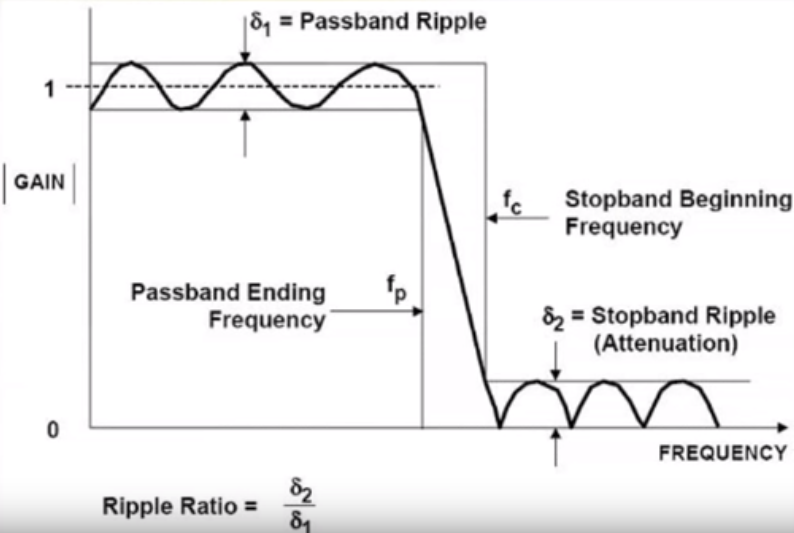 δ1 = Passband Ripple
1
|GAIN|
fc
Stopband Beginning
Frequency
Passband Ending
Frequency
fp
δ2 = Stopband Ripple
(Attenuation)
0
FREQUENCY
Ripple Ratio = δ2/δ1